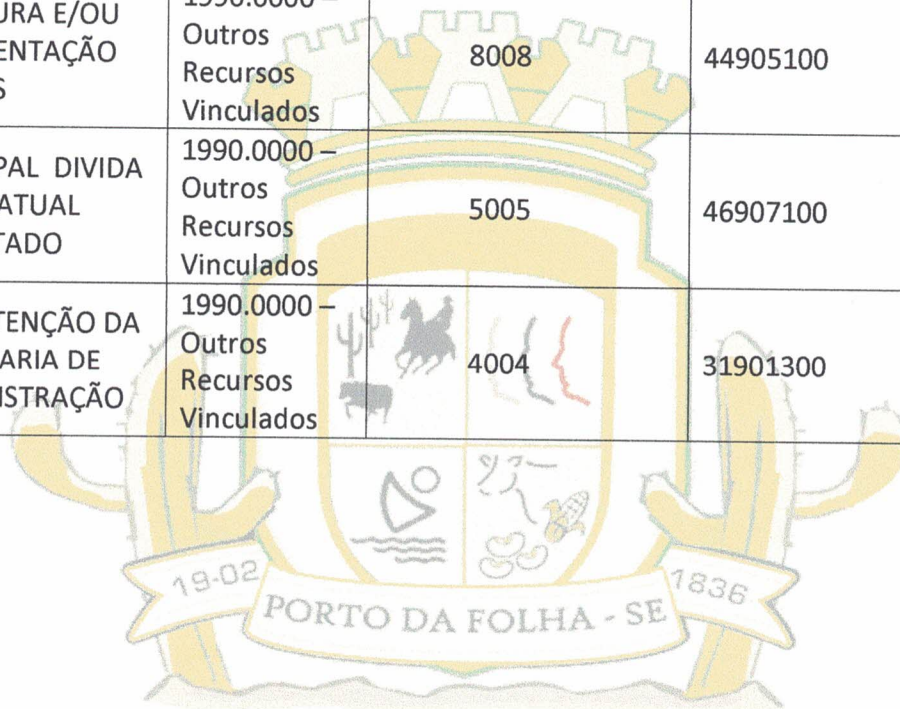 URA E/OU
ENTAÇÃO
S
1990.0000 –
Outros
Recursos
Vinculados
8008
44905100
PAL DIVIDA
ATUAL
TADO
1990.0000 –
Outros
Recursos
Vinculados
5005
46907100
TENÇÃO DA
ARIA DE
ISTRAÇÃO
1990.0000 –
Outros
Recursos
Vinculados
4004
31901300
19-02
PORTO DA FOLHA - SE
1836